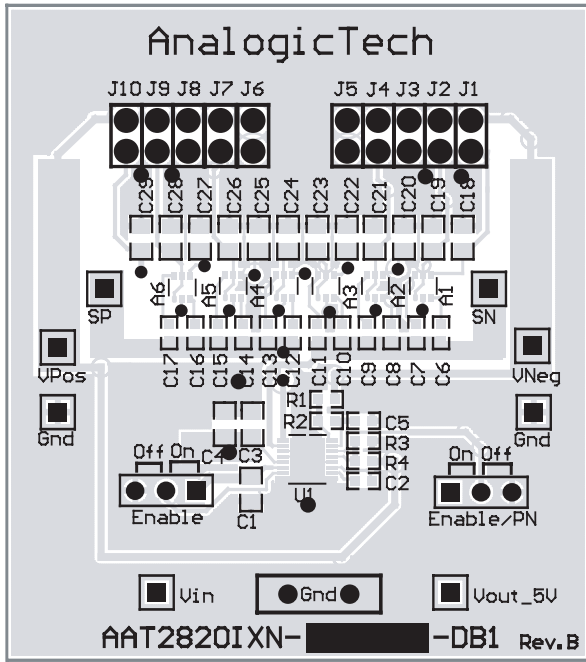 AnalogicTech
J10 J9 J8 J7 J6 J5 J4 J3 J2 J1
C29 C28 C27 C26 C25 C24 C23 C22 C21 C20 C19 C18
A6 A5 A4 A3 A2 A1
SP SN
C17 C16 C15 C14 C13 C12 C11 C10 C9 C8 C7 C6
VPos VNeg
R1
Gnd R2 C5 Gnd
R3
Off On C4 C3 R4 On Off
C2
U1
Enable C1 Enable/PN
Vin Gnd Vout_5V
AAT2820IXN- -DB1 Rev.B